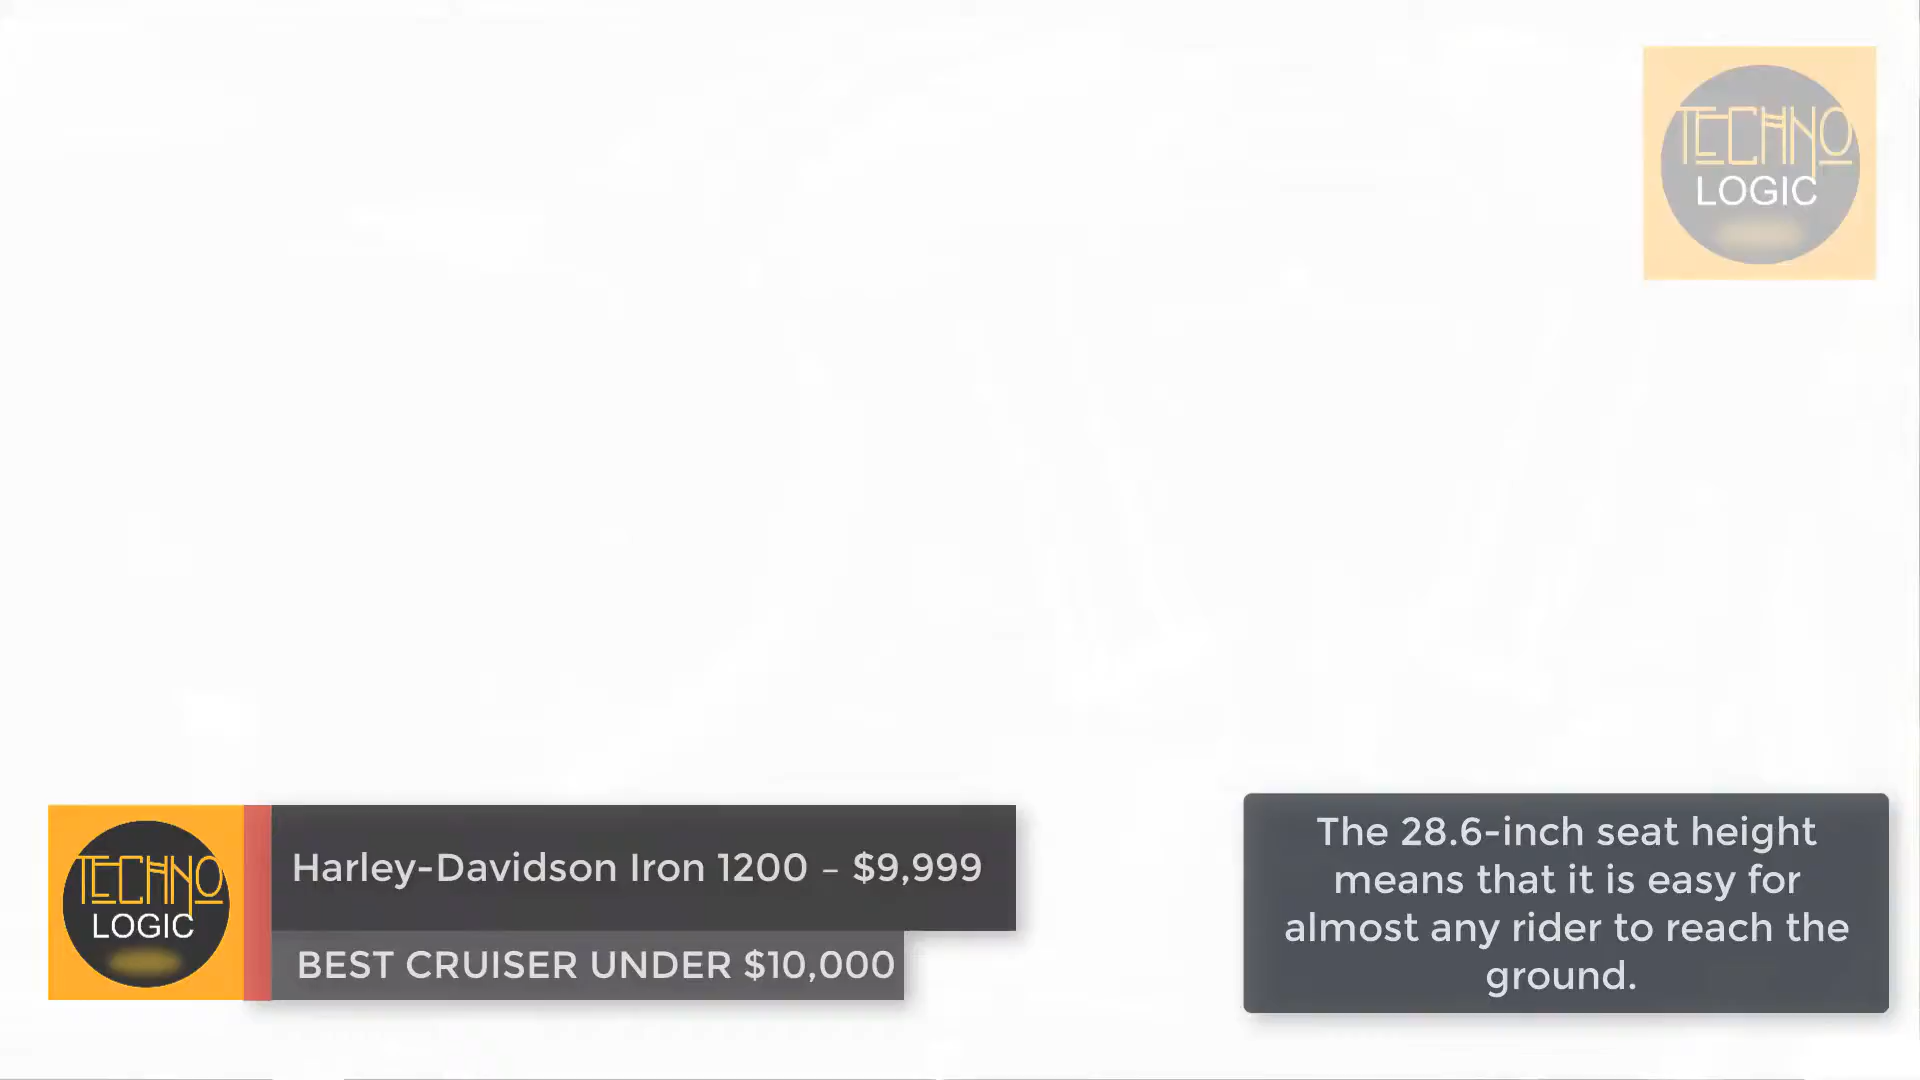 TECHNO
LOGIC
TECHNO
LOGIC
Harley-Davidson Iron 1200 – $9,999
BEST CRUISER UNDER $10,000
The 28.6-inch seat height
means that it is easy for
almost any rider to reach the
ground.